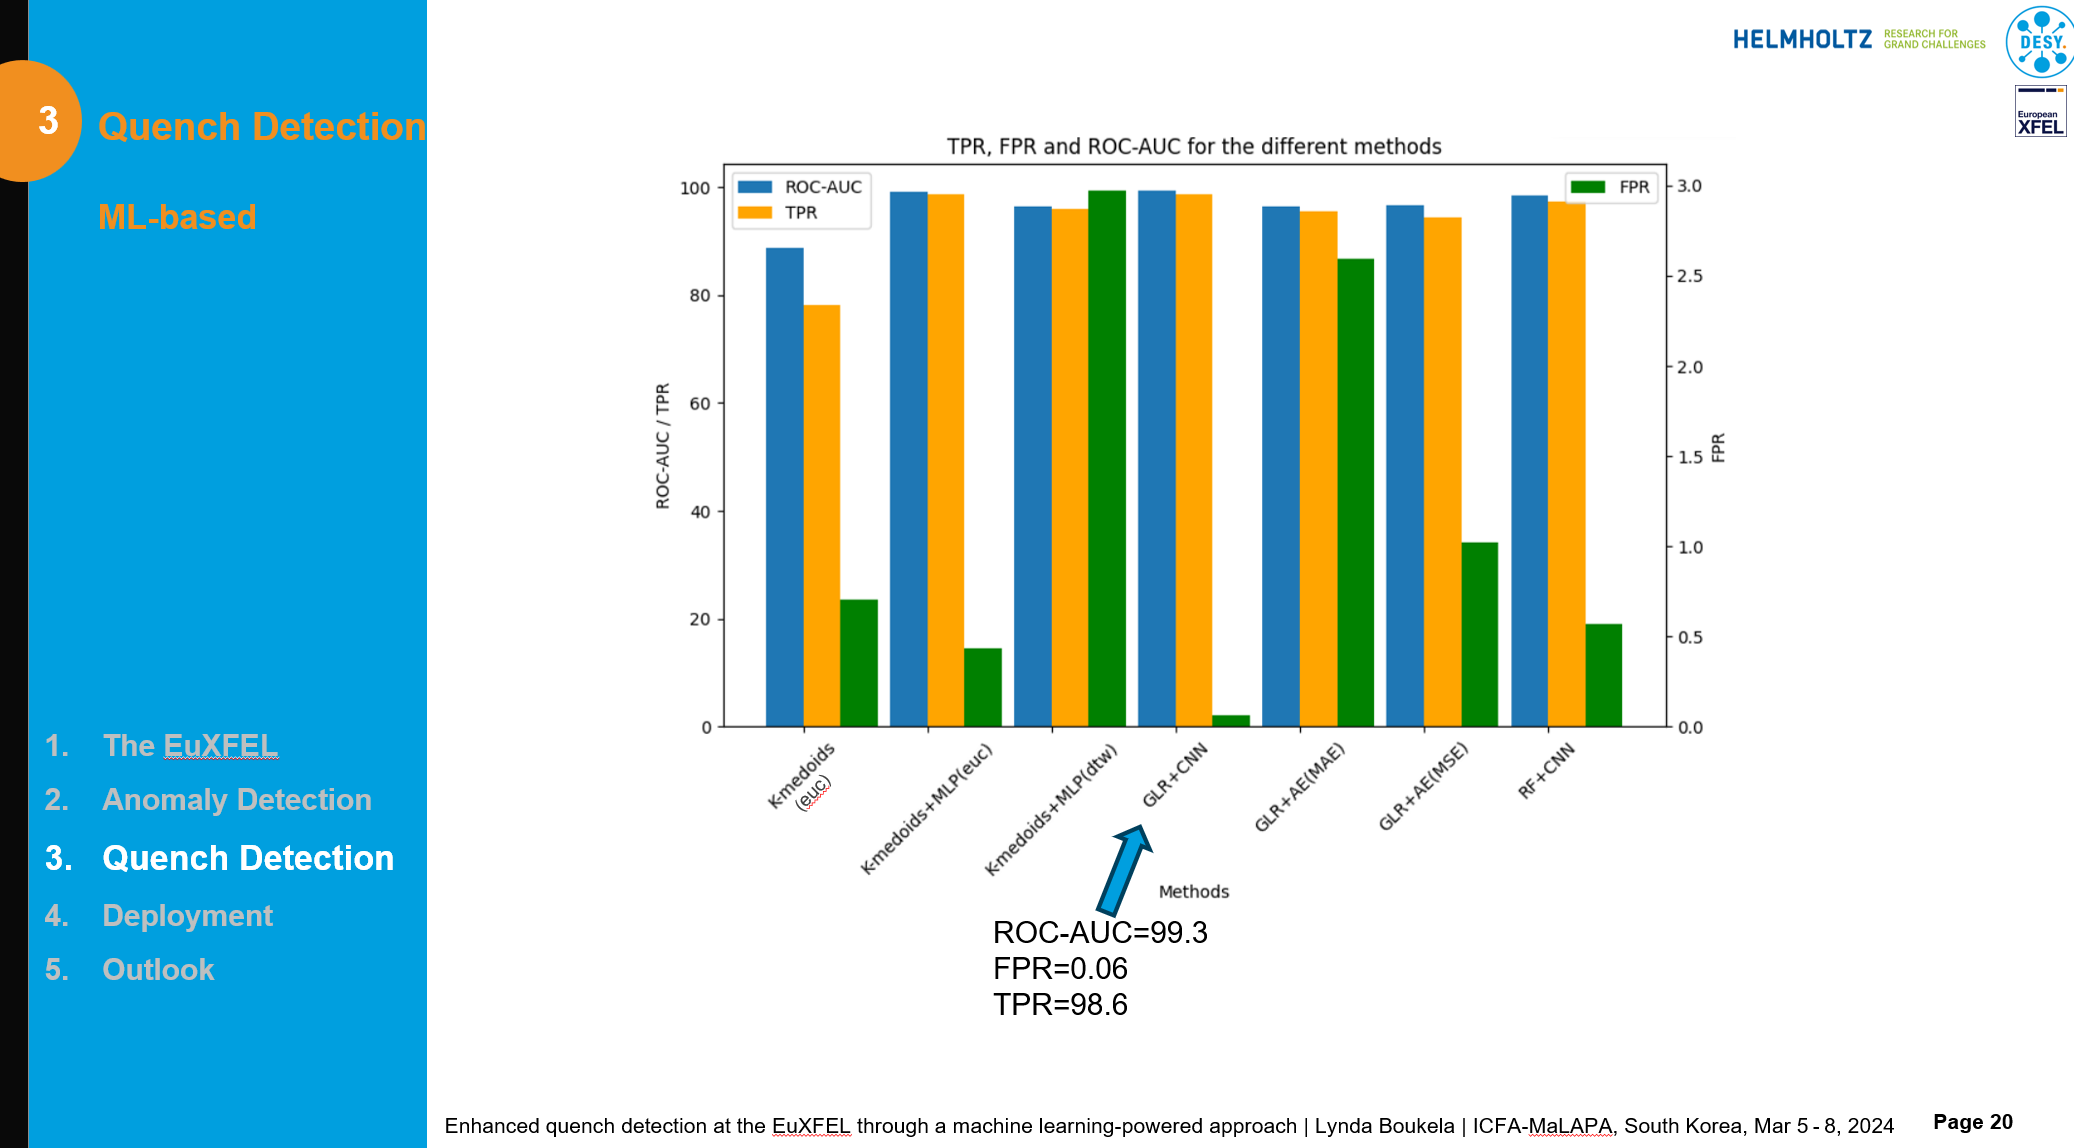 3
Quench Detection
ML-based
1. The EuXFEL
2. Anomaly Detection
3. Quench Detection
4. Deployment
5. Outlook
HELMHOLTZ RESEARCH FOR
GRAND CHALLENGES
DESY.
European
XFEL
TPR, FPR and ROC-AUC for the different methods
ROC-AUC
TPR
FPR
100
80
60
40
20
0
ROC-AUC / TPR
3.0
2.5
2.0
1.5
1.0
0.5
0.0
FPR
K-medoids
(euc)
K-medoids+MLP(euc)
K-medoids+MLP(dtw)
GLR+CNN
GLR+AE(MAE)
GLR+AE(MSE)
RF+CNN
Methods
ROC-AUC=99.3
FPR=0.06
TPR=98.6
Enhanced quench detection at the EuXFEL through a machine learning-powered approach | Lynda Boukela | ICFA-MaLAPA, South Korea, Mar 5 - 8, 2024 Page 20